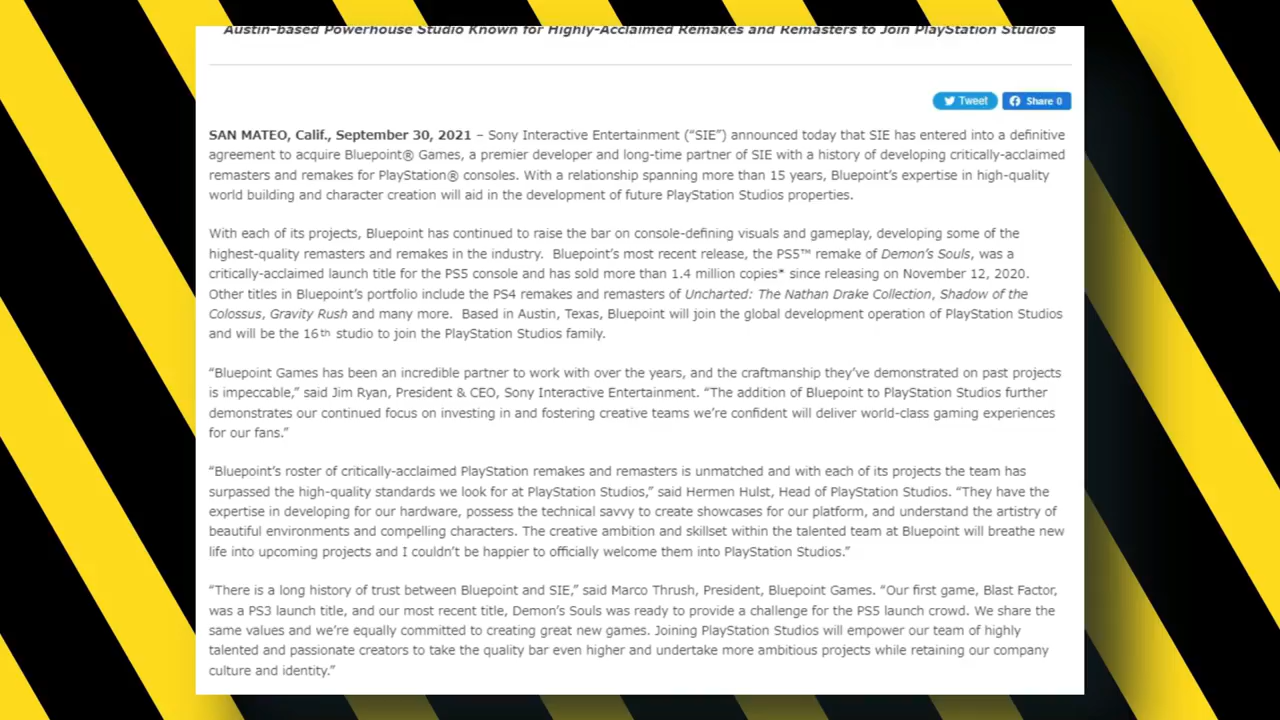 Austin-based Powerhouse Studio Known for Highly-Acclaimed Remakes and Remasters to Join PlayStation Studios
Tweet Share 0
SAN MATEO, Calif., September 30, 2021 – Sony Interactive Entertainment (“SIE”) announced today that SIE has entered into a definitive
agreement to acquire Bluepoint® Games, a premier developer and long-time partner of SIE with a history of developing critically-acclaimed
remasters and remakes for PlayStation® consoles. With a relationship spanning more than 15 years, Bluepoint’s expertise in high-quality
world building and character creation will aid in the development of future PlayStation Studios properties.
With each of its projects, Bluepoint has continued to raise the bar on console-defining visuals and gameplay, developing some of the
highest-quality remasters and remakes in the industry. Bluepoint’s most recent release, the PS5™ remake of Demon’s Souls, was a
critically-acclaimed launch title for the PS5 console and has sold more than 1.4 million copies* since releasing on November 12, 2020.
Other titles in Bluepoint’s portfolio include the PS4 remakes and remasters of Uncharted: The Nathan Drake Collection, Shadow of the
Colossus, Gravity Rush and many more. Based in Austin, Texas, Bluepoint will join the global development operation of PlayStation Studios
and will be the 16th studio to join the PlayStation Studios family.
“Bluepoint Games has been an incredible partner to work with over the years, and the craftmanship they’ve demonstrated on past projects
is impeccable,” said Jim Ryan, President & CEO, Sony Interactive Entertainment. “The addition of Bluepoint to PlayStation Studios further
demonstrates our continued focus on investing in and fostering creative teams we’re confident will deliver world-class gaming experiences
for our fans.”
“Bluepoint’s roster of critically-acclaimed PlayStation remakes and remasters is unmatched and with each of its projects the team has
surpassed the high-quality standards we look for at PlayStation Studios,” said Hermen Hulst, Head of PlayStation Studios. “They have the
expertise in developing for our hardware, possess the technical savvy to create showcases for our platform, and understand the artistry of
beautiful environments and compelling characters. The creative ambition and skillset within the talented team at Bluepoint will breathe new
life into upcoming projects and I couldn’t be happier to officially welcome them into PlayStation Studios.”
“There is a long history of trust between Bluepoint and SIE,” said Marco Thrush, President, Bluepoint Games. “Our first game, Blast Factor,
was a PS3 launch title, and our most recent title, Demon’s Souls was ready to provide a challenge for the PS5 launch crowd. We share the
same values and we’re equally committed to creating great new games. Joining PlayStation Studios will empower our team of highly
talented and passionate creators to take the quality bar even higher and undertake more ambitious projects while retaining our company
culture and identity.”